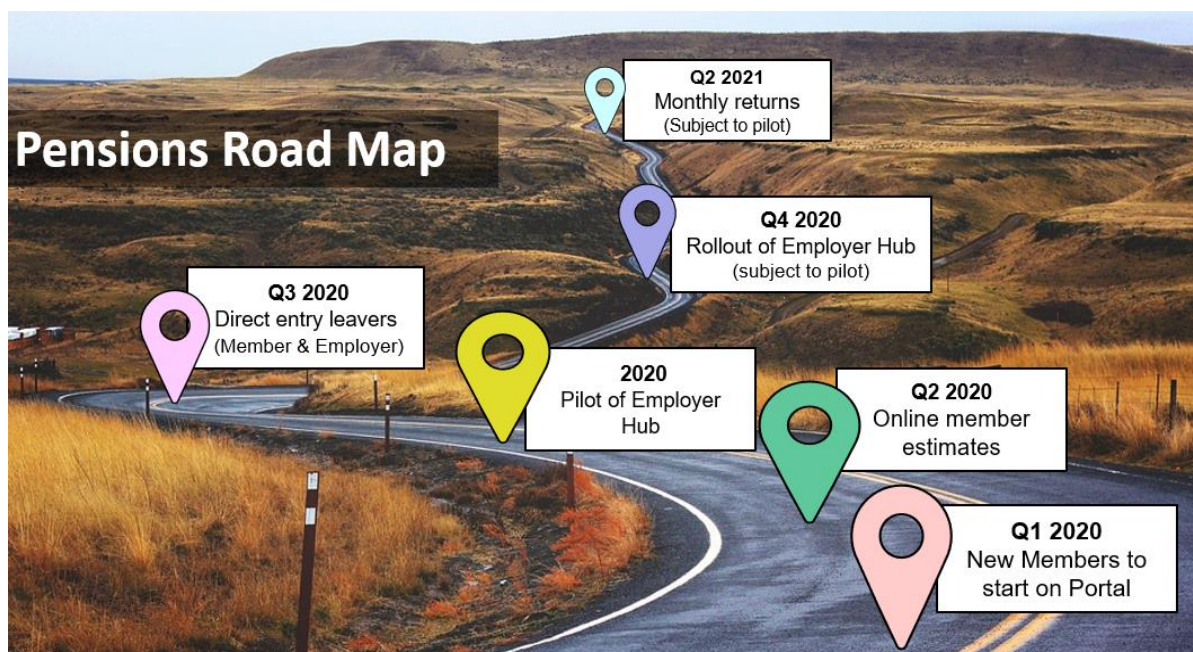 Pensions Road Map
Q2 2021
Monthly returns
(Subject to pilot)
Q4 2020
Rollout of Employer Hub
(subject to pilot)
Q3 2020
Direct entry leavers
(Member & Employer)
2020
Pilot of Employer
Hub
Q2 2020
Online member
estimates
Q1 2020
New Members to
start on Portal